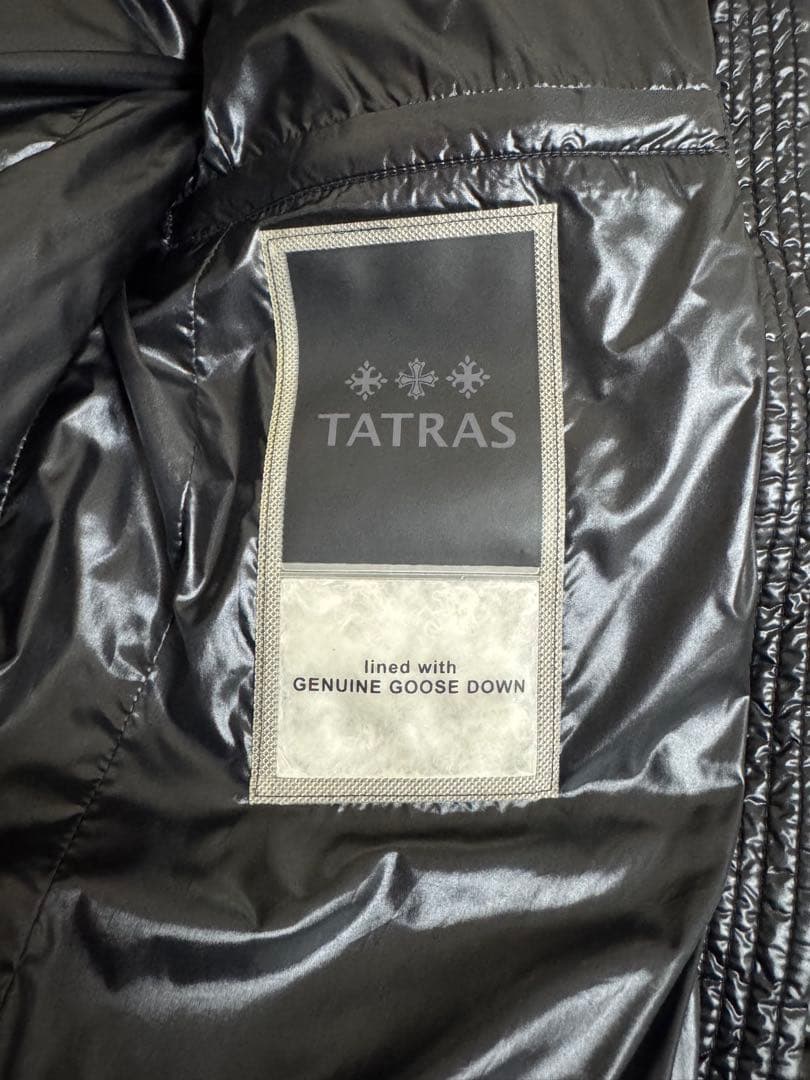 TATRAS
lined with
GENUINE GOOSE DOWN